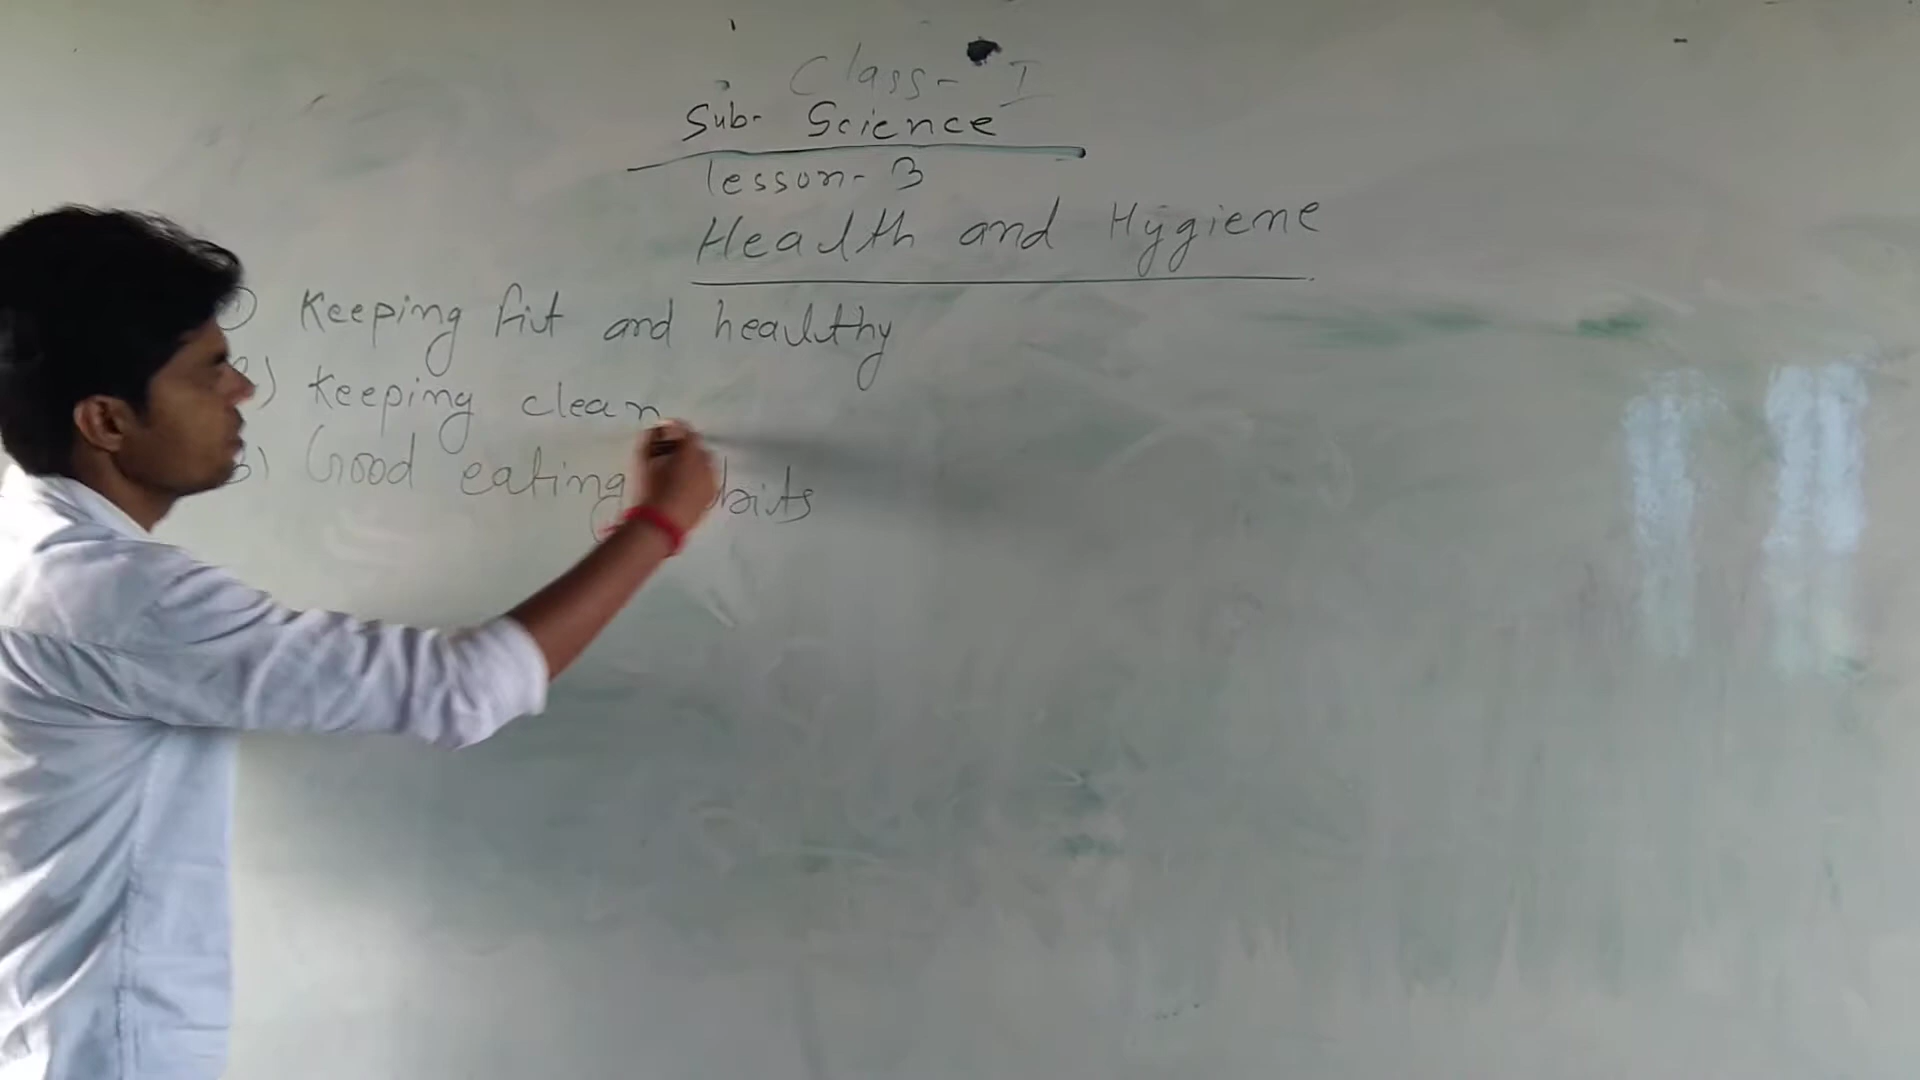 Class- I
Sub- Science
lesson- 3
Health and Hygiene
1) Keeping fit and healthy
2) Keeping clean
3) Good eating